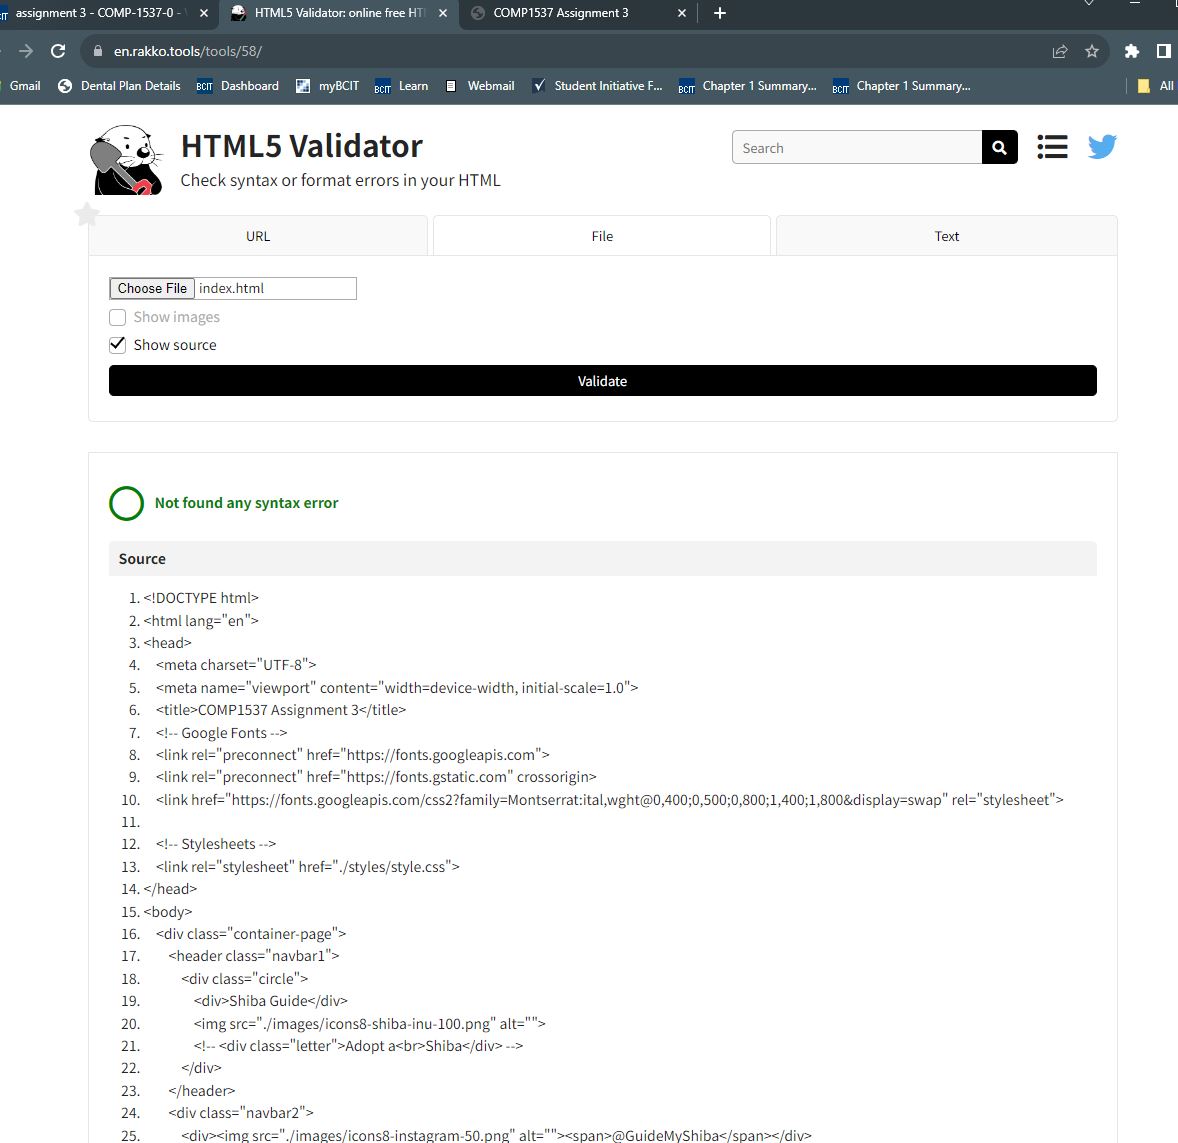 assignment 3 - COMP-1537-0 -
HTML5 Validator: online free HT
COMP1537 Assignment 3
en.rakko.tools/tools/58/
Gmail
Dental Plan Details
BCIT Dashboard
myBCIT
BCIT Learn
Webmail
Student Initiative F...
BCIT Chapter 1 Summary...
BCIT Chapter 1 Summary...
All
HTML5 Validator
Search
Check syntax or format errors in your HTML
URL
File
Text
Choose File index.html
Show images
Show source
Validate
Not found any syntax error
Source
1. <!DOCTYPE html>
2. <html lang="en">
3. <head>
4. <meta charset="UTF-8">
5. <meta name="viewport" content="width=device-width, initial-scale=1.0">
6. <title>COMP1537 Assignment 3</title>
7. <!-- Google Fonts -->
8. <link rel="preconnect" href="https://fonts.googleapis.com">
9. <link rel="preconnect" href="https://fonts.gstatic.com" crossorigin>
10. <link href="https://fonts.googleapis.com/css2?family=Montserrat:ital,wght@0,400;0,500;0,800;1,400;1,800&display=swap" rel="stylesheet">
11.
12. <!-- Stylesheets -->
13. <link rel="stylesheet" href="./styles/style.css">
14. </head>
15. <body>
16. <div class="container-page">
17. <header class="navbar1">
18. <div class="circle">
19. <div>Shiba Guide</div>
20. <img src="./images/icons8-shiba-inu-100.png" alt="">
21. <!-- <div class="letter">Adopt a<br>Shiba</div> -->
22. </div>
23. </header>
24. <div class="navbar2">
25. <div><img src="./images/icons8-instagram-50.png" alt=""><span>@GuideMyShiba</span></div>